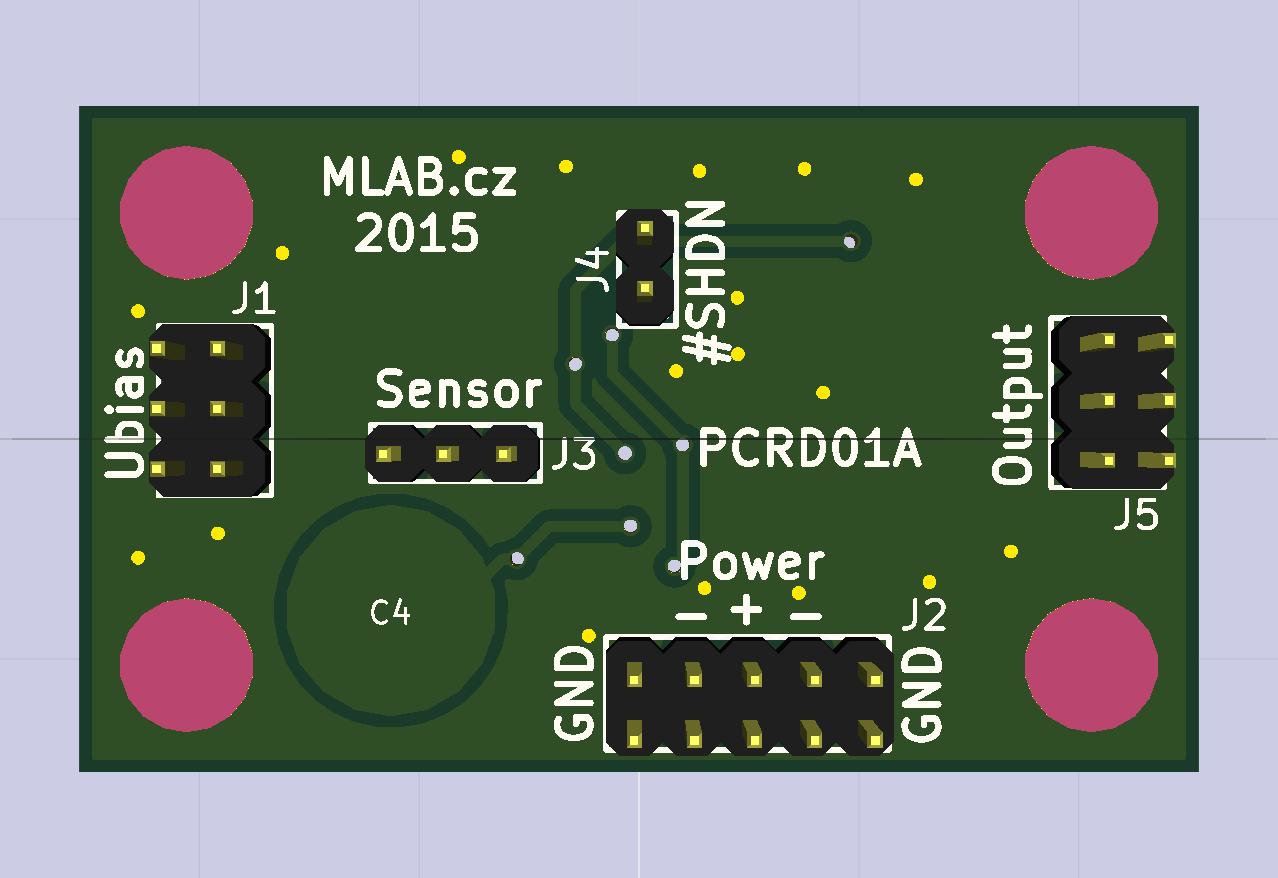 MLAB.cz
2015
J4
#SHDN
J1
Ubias
Sensor
J3
PCRD01A
Output
J5
Power
− + −
C4
J2
GND
GND